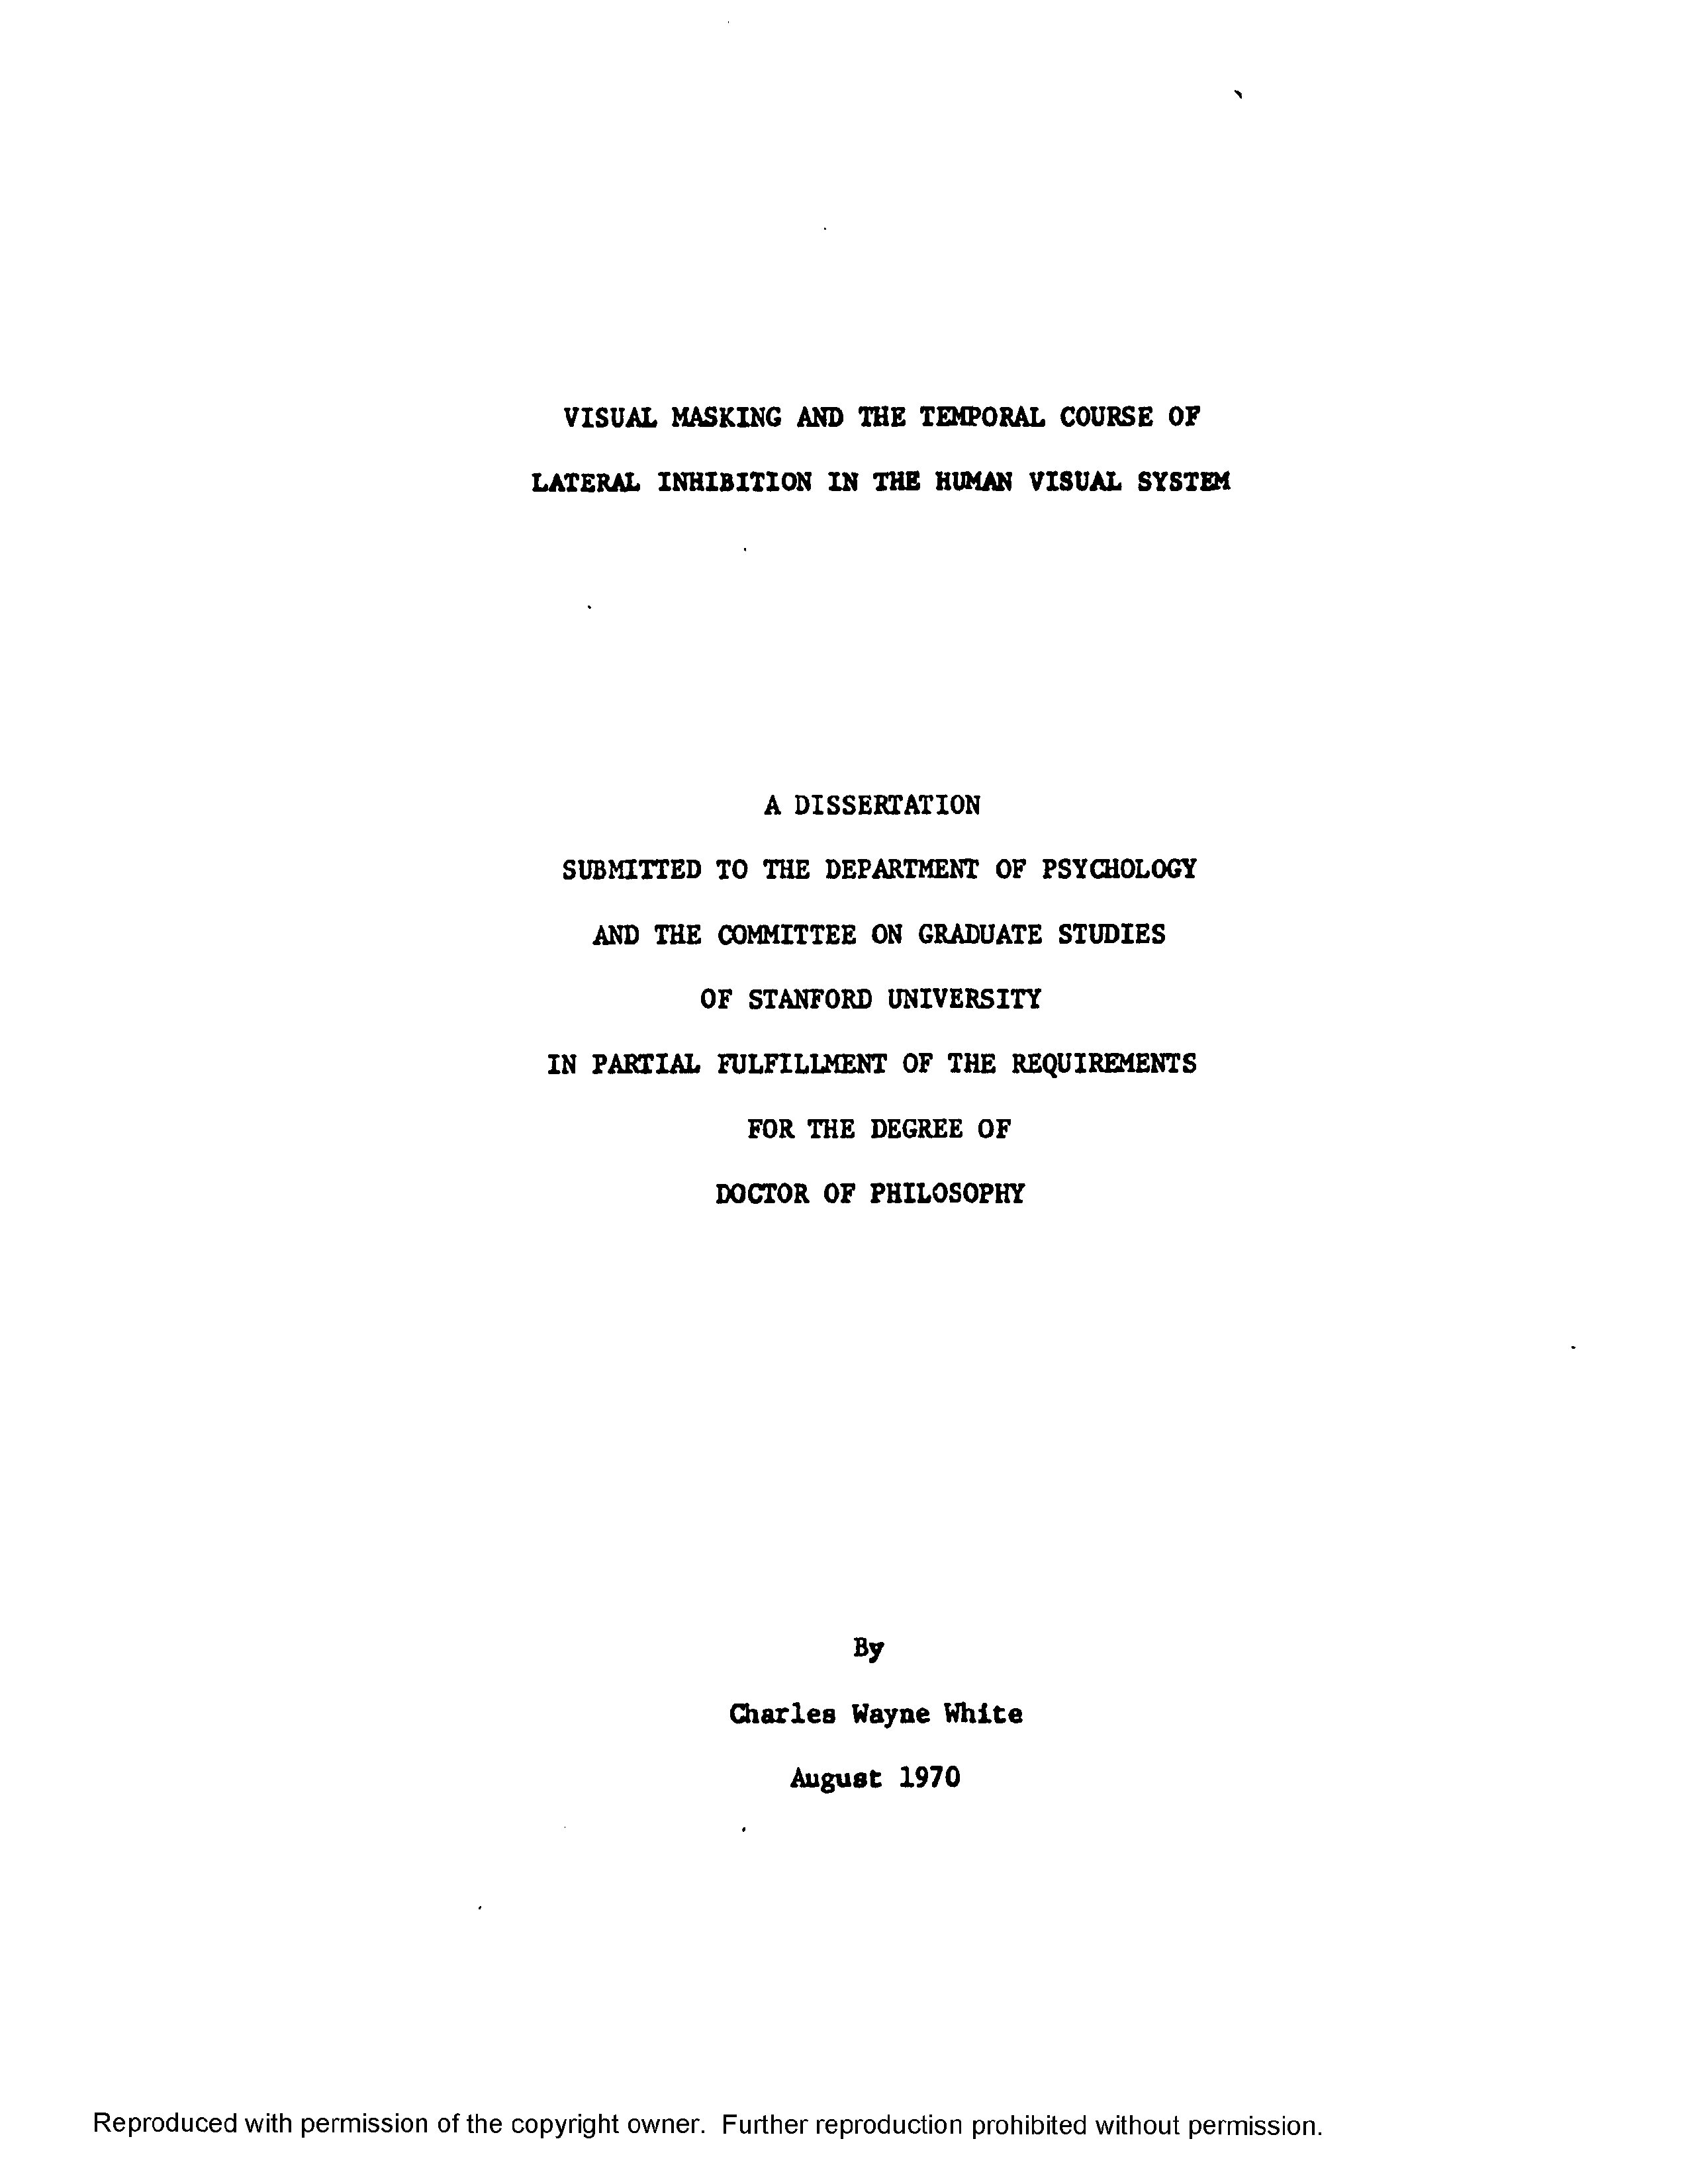 VISUAL MASKING AND THE TEMPORAL COURSE OF
LATERAL INHIBITION IN THE HUMAN VISUAL SYSTEM
A DISSERTATION
SUBMITTED TO THE DEPARTMENT OF PSYCHOLOGY
AND THE COMMITTEE ON GRADUATE STUDIES
OF STANFORD UNIVERSITY
IN PARTIAL FULFILLMENT OF THE REQUIREMENTS
FOR THE DEGREE OF
DOCTOR OF PHILOSOPHY
By
Charles Wayne White
August 1970
Reproduced with permission of the copyright owner. Further reproduction prohibited without permission.